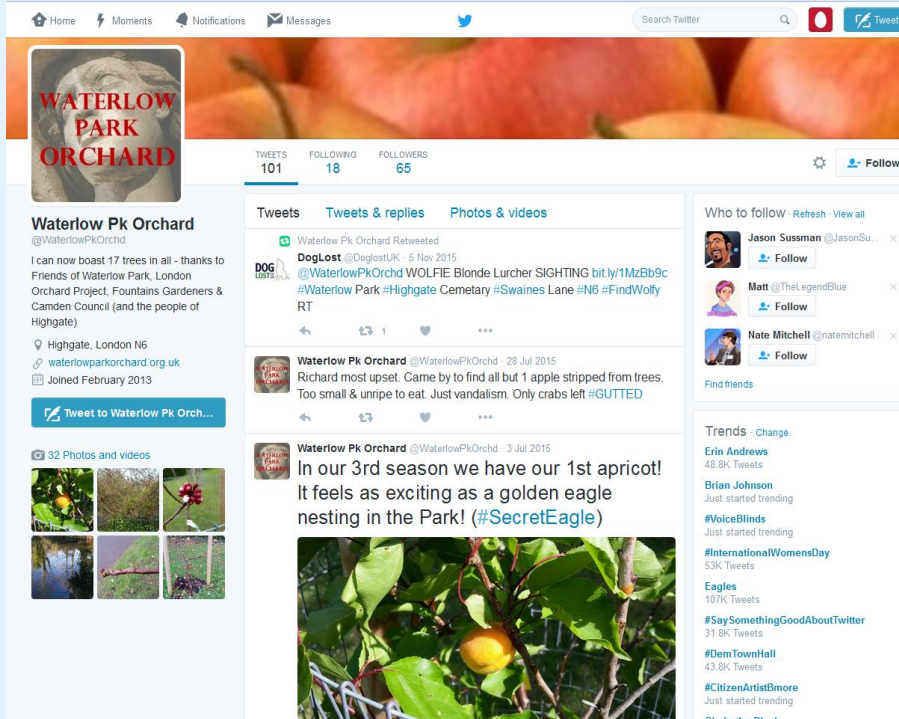 Home Moments Notifications Messages Search Twitter Tweet
WATERLOW
PARK
ORCHARD
TWEETS FOLLOWING FOLLOWERS
101 18 65
Follow
Waterlow Pk Orchard
@WaterlowPkOrchd
I can now boast 17 trees in all - thanks to
Friends of Waterlow Park, London
Orchard Project, Fountains Gardeners &
Camden Council (and the people of
Highgate)
Highgate, London N6
waterlowparkorchard.org.uk
Joined February 2013
Tweet to Waterlow Pk Orch...
32 Photos and videos
Tweets Tweets & replies Photos & videos
Waterlow Pk Orchard Retweeted
DOG
LOST
DogLost @DoglostUK · 5 Nov 2015
@WaterlowPkOrchd WOLFIE Blonde Lurcher SIGHTING bit.ly/1MzBb9c
#Waterlow Park #Highgate Cemetary #Swaines Lane #N6 #FindWolfy
RT
1
WATERLOW
PARK
ORCHARD
Waterlow Pk Orchard @WaterlowPkOrchd · 28 Jul 2015
Richard most upset. Came by to find all but 1 apple stripped from trees.
Too small & unripe to eat. Just vandalism. Only crabs left #GUTTED
WATERLOW
PARK
ORCHARD
Waterlow Pk Orchard @WaterlowPkOrchd · 3 Jul 2015
In our 3rd season we have our 1st apricot!
It feels as exciting as a golden eagle
nesting in the Park! (#SecretEagle)
Who to follow · Refresh · View all
Jason Sussman @JasonSu...
Follow
Matt @TheLegendBlue
Follow
Nate Mitchell @natemitchell
Follow
Find friends
Trends · Change
Erin Andrews
48.8K Tweets
Brian Johnson
Just started trending
#VoiceBlinds
Just started trending
#InternationalWomensDay
53K Tweets
Eagles
107K Tweets
#SaySomethingGoodAboutTwitter
31.8K Tweets
#DemTownHall
43.8K Tweets
#CitizenArtistBmore
Just started trending